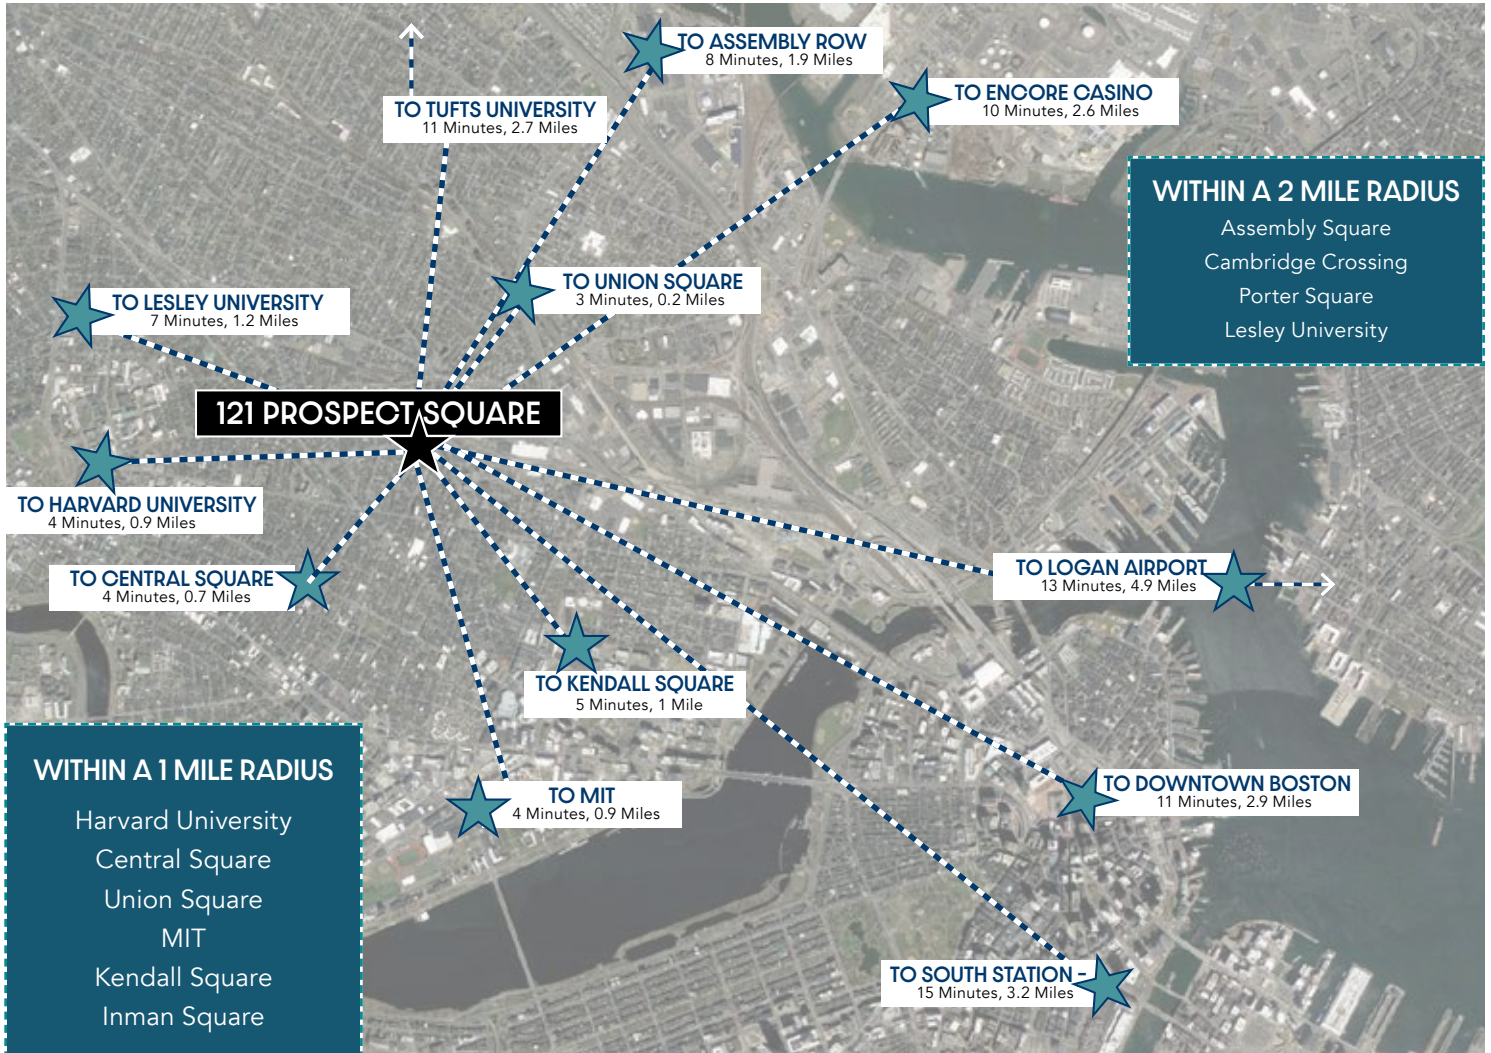 TO ASSEMBLY ROW
8 Minutes, 1.9 Miles
TO ENCORE CASINO
10 Minutes, 2.6 Miles
TO TUFTS UNIVERSITY
11 Minutes, 2.7 Miles
WITHIN A 2 MILE RADIUS
Assembly Square
Cambridge Crossing
Porter Square
Lesley University
TO UNION SQUARE
3 Minutes, 0.2 Miles
TO LESLEY UNIVERSITY
7 Minutes, 1.2 Miles
121 PROSPECT SQUARE
TO HARVARD UNIVERSITY
4 Minutes, 0.9 Miles
TO CENTRAL SQUARE
4 Minutes, 0.7 Miles
TO LOGAN AIRPORT
13 Minutes, 4.9 Miles
TO KENDALL SQUARE
5 Minutes, 1 Mile
WITHIN A 1 MILE RADIUS
Harvard University
Central Square
Union Square
MIT
Kendall Square
Inman Square
TO MIT
4 Minutes, 0.9 Miles
TO DOWNTOWN BOSTON
11 Minutes, 2.9 Miles
TO SOUTH STATION -
15 Minutes, 3.2 Miles